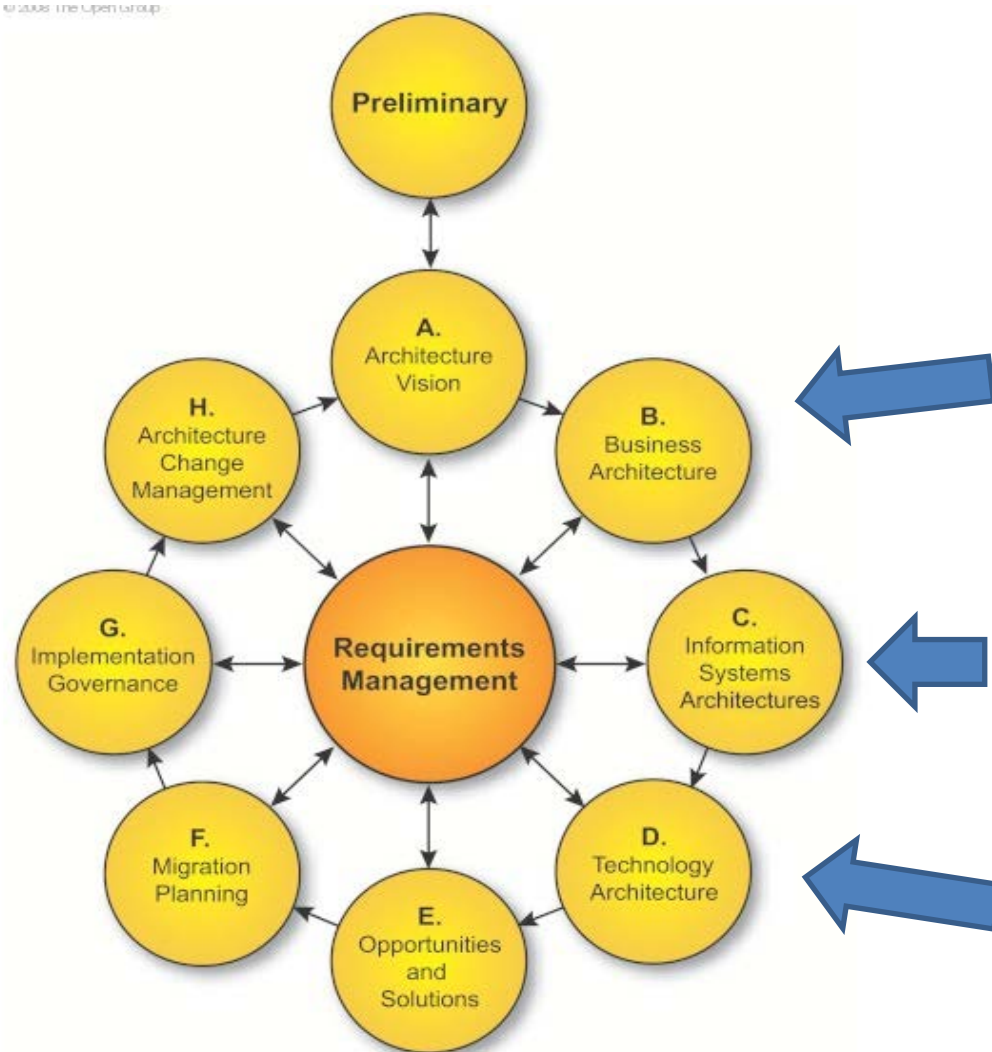 © 2008 The Open Group
Preliminary
A.
Architecture
Vision
B.
Business
Architecture
C.
Information
Systems
Architectures
D.
Technology
Architecture
E.
Opportunities
and
Solutions
F.
Migration
Planning
G.
Implementation
Governance
H.
Architecture
Change
Management
Requirements
Management